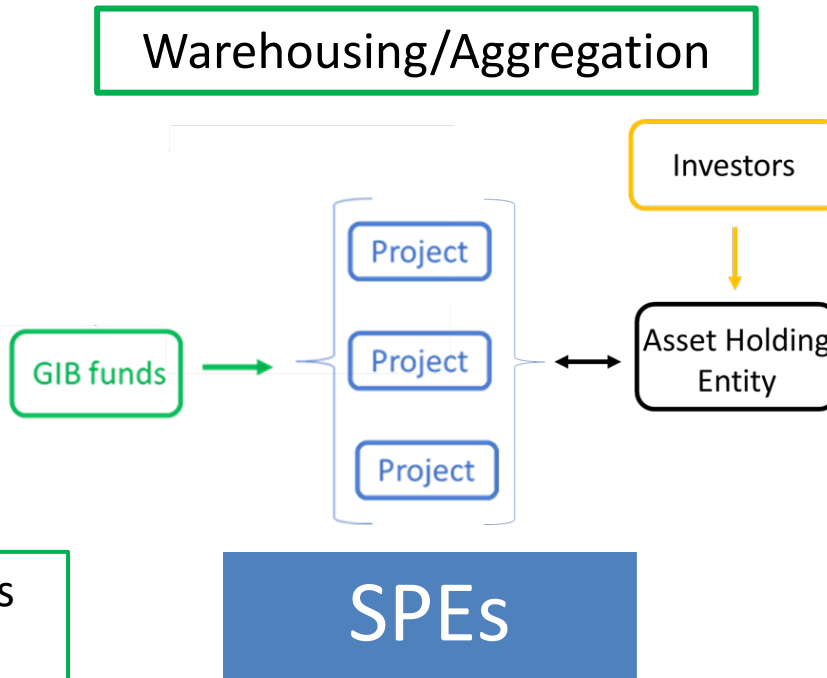 Warehousing/Aggregation
Investors
Project
Asset Holding
Entity
GIB funds
Project
Project
s
SPEs